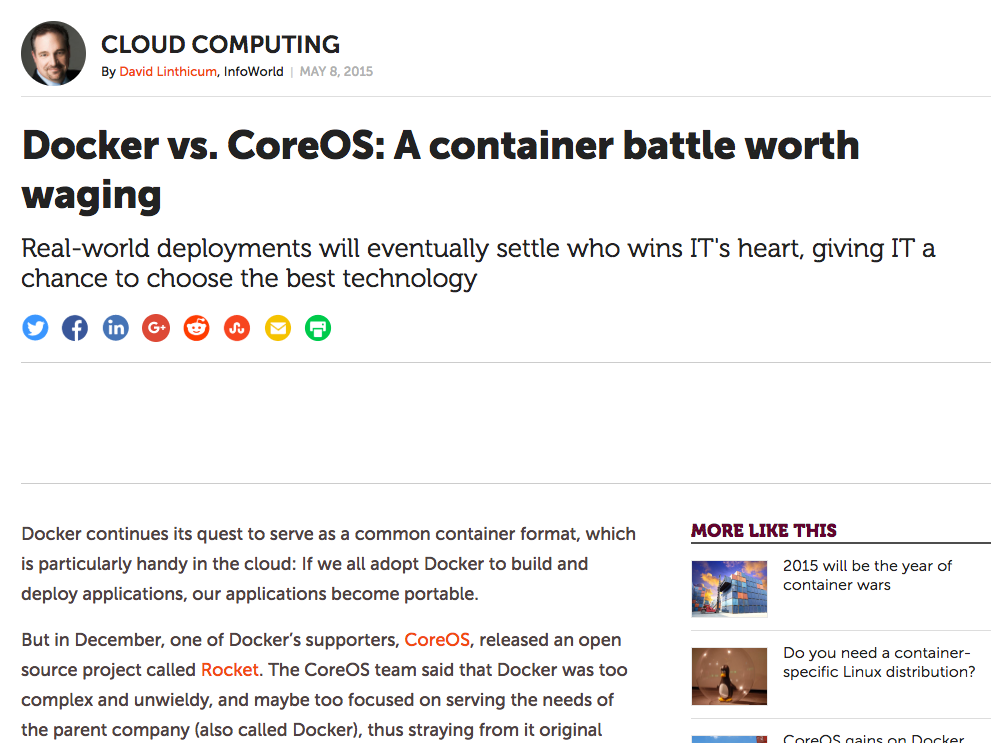 CLOUD COMPUTING
By David Linthicum, InfoWorld | MAY 8, 2015
Docker vs. CoreOS: A container battle worth
waging
Real-world deployments will eventually settle who wins IT's heart, giving IT a
chance to choose the best technology
Docker continues its quest to serve as a common container format, which
is particularly handy in the cloud: If we all adopt Docker to build and
deploy applications, our applications become portable.
But in December, one of Docker’s supporters, CoreOS, released an open
source project called Rocket. The CoreOS team said that Docker was too
complex and unwieldy, and maybe too focused on serving the needs of
the parent company (also called Docker), thus straying from it original
MORE LIKE THIS
2015 will be the year of
container wars
Do you need a container-
specific Linux distribution?
CoreOS gains on Docker